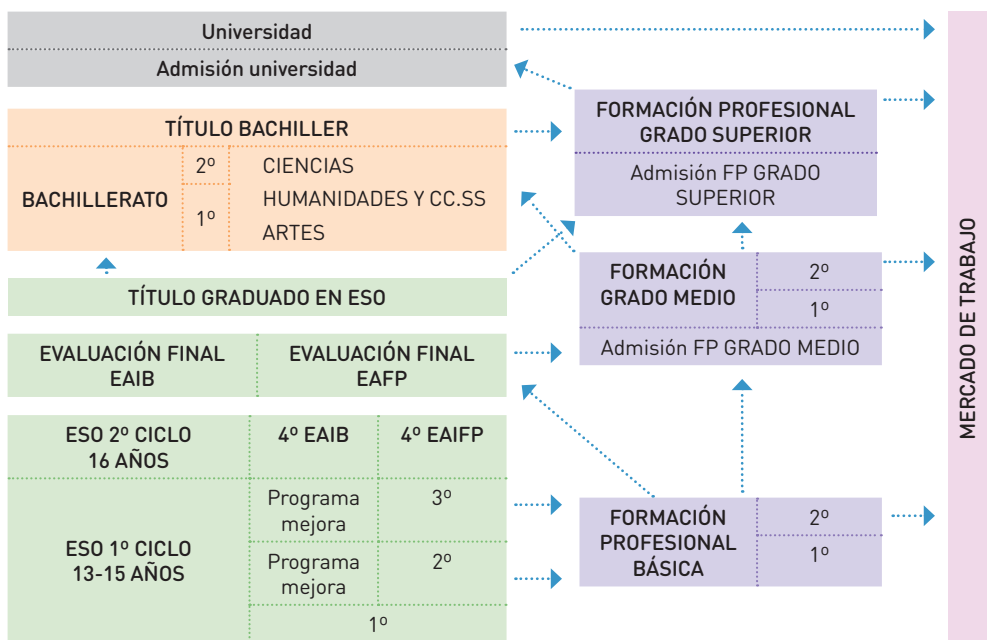 Universidad
Admisión universidad
TÍTULO BACHILLER
BACHILLERATO
2º
1º
CIENCIAS
HUMANIDADES Y CC.SS
ARTES
TÍTULO GRADUADO EN ESO
EVALUACIÓN FINAL
EAIB
EVALUACIÓN FINAL
EAFP
ESO 2º CICLO
16 AÑOS
4º EAIB
4º EAIFP
ESO 1º CICLO
13-15 AÑOS
Programa
mejora
3º
Programa
mejora
2º
1º
FORMACIÓN PROFESIONAL
GRADO SUPERIOR
Admisión FP GRADO
SUPERIOR
FORMACIÓN
GRADO MEDIO
2º
1º
Admisión FP GRADO MEDIO
FORMACIÓN
PROFESIONAL
BÁSICA
2º
1º
MERCADO DE TRABAJO